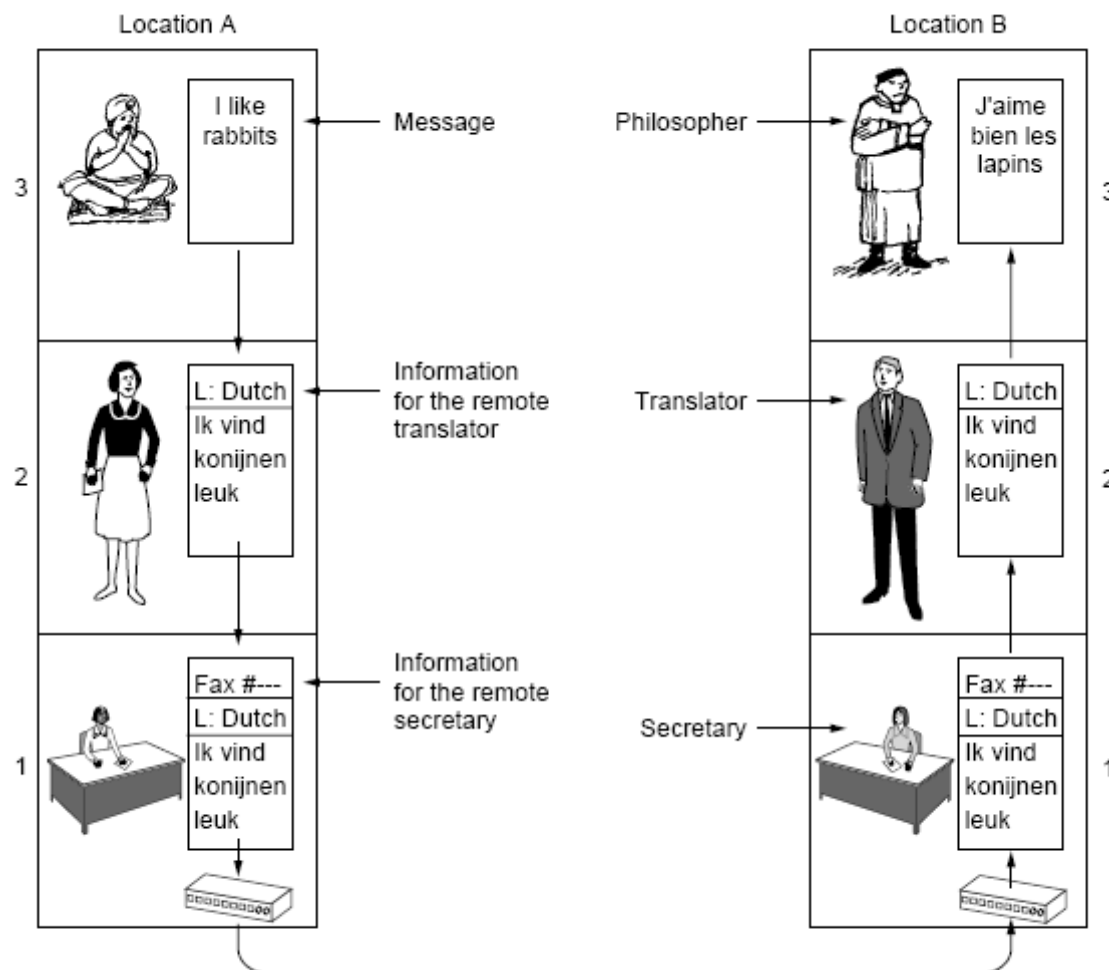 Location A
Location B
I like
rabbits
Message
Philosopher
J'aime
bien les
lapins
3
3
L: Dutch
Ik vind
konijnen
leuk
Information
for the remote
translator
Translator
L: Dutch
Ik vind
konijnen
leuk
2
2
Fax #---
L: Dutch
Ik vind
konijnen
leuk
Information
for the remote
secretary
Secretary
Fax #---
L: Dutch
Ik vind
konijnen
leuk
1
1